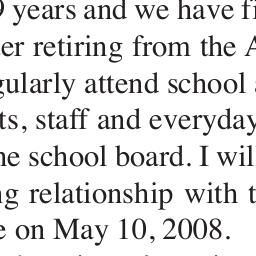 9 years and we have fi
er retiring from the A
gularly attend school
ts, staff and everyday
he school board. I wil
ng relationship with t
e on May 10, 2008.